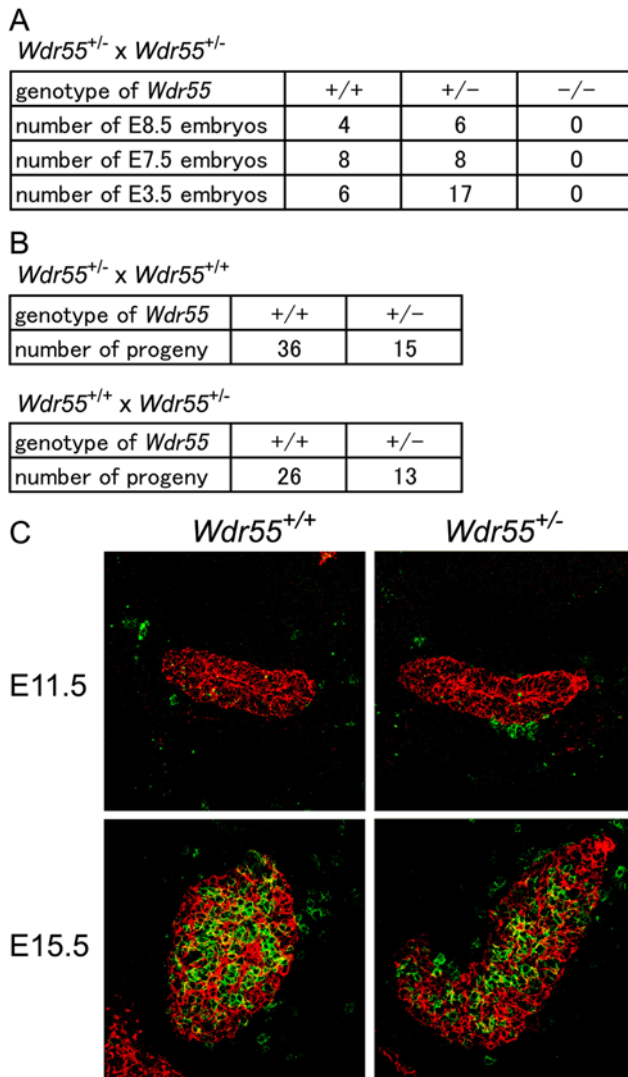 A
Wdr55+/- x Wdr55+/-
genotype of Wdr55 +/+ +/− −/−
number of E8.5 embryos 4 6 0
number of E7.5 embryos 8 8 0
number of E3.5 embryos 6 17 0
B
Wdr55+/- x Wdr55+/+
genotype of Wdr55 +/+ +/−
number of progeny 36 15
Wdr55+/+ x Wdr55+/-
genotype of Wdr55 +/+ +/−
number of progeny 26 13
C
Wdr55+/+ Wdr55+/-
E11.5
E15.5